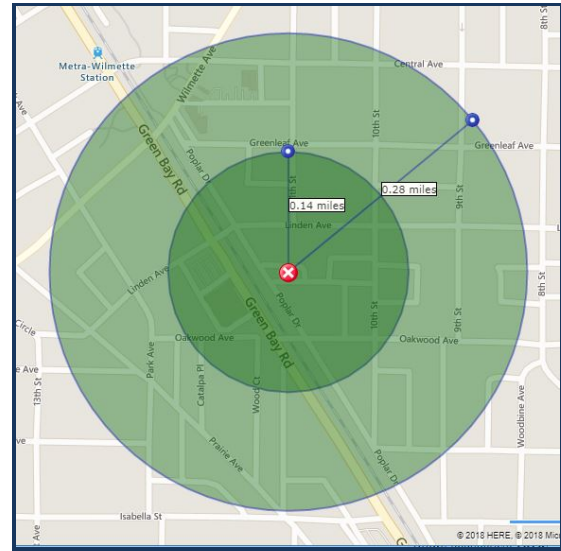 8th St
Central Ave
Metra-Wilmette
Station
Wilmette Ave
10th St
Greenleaf Ave
Greenleaf Ave
Green Bay Rd
Poplar Dr
0.28 miles
0.14 miles
9th St
Linden Ave
Linden Ave
8th St
Poplar Dr
Green Bay Rd
10th St
9th St
Circle
Oakwood Ave
Oakwood Ave
Park Ave
Catalpa Pl
Wood Ct
13th St
Woodbine Ave
Prairie Ave
Poplar Dr
Isabella St
© 2018 HERE, © 2018 Mic